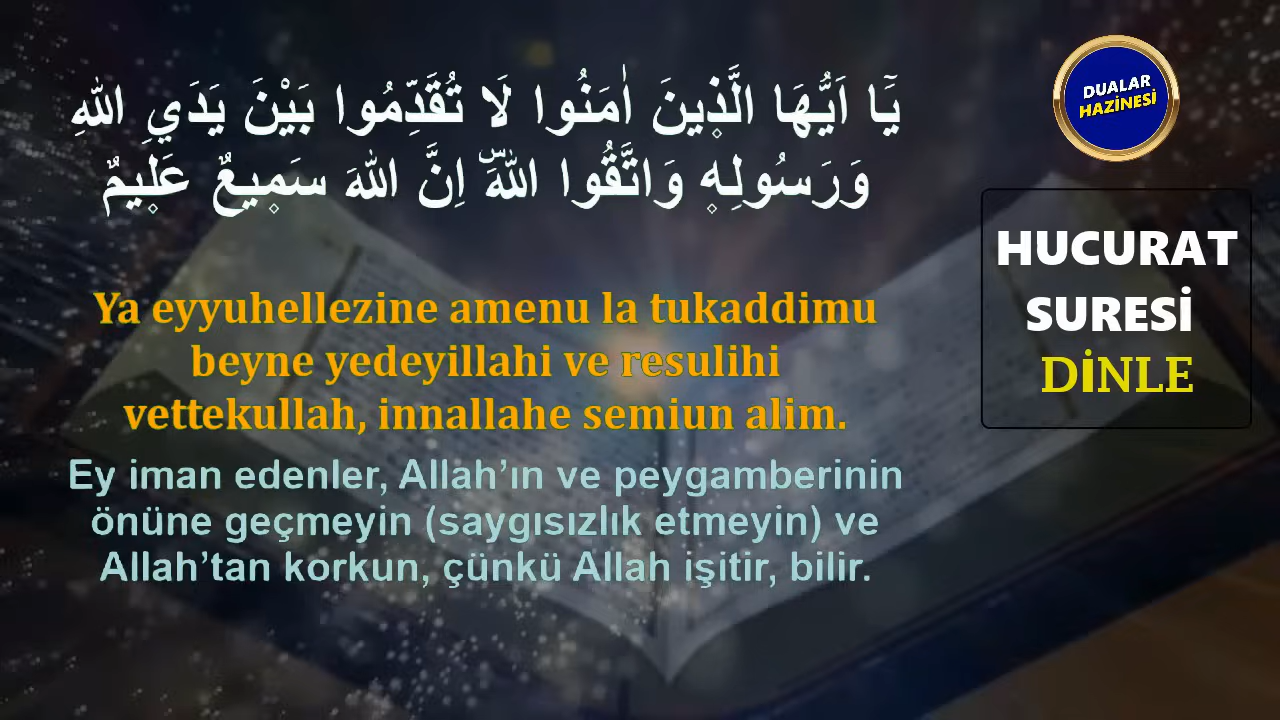 يَٓا اَيُّهَا الَّذ۪ينَ اٰمَنُوا لَا تُقَدِّمُوا بَيْنَ يَدَيِ اللّٰهِ
وَرَسُولِه۪ وَاتَّقُوا اللّٰهَۜ اِنَّ اللّٰهَ سَم۪يعٌ عَل۪يمٌ
Ya eyyuhellezine amenu la tukaddimu
beyne yedeyillahi ve resulihi
vettekullah, innallahe semiun alim.
Ey iman edenler, Allah’ın ve peygamberinin
önüne geçmeyin (saygısızlık etmeyin) ve
Allah’tan korkun, çünkü Allah işitir, bilir.
DUALAR
HAZİNESİ
HUCURAT
SURESİ
DİNLE